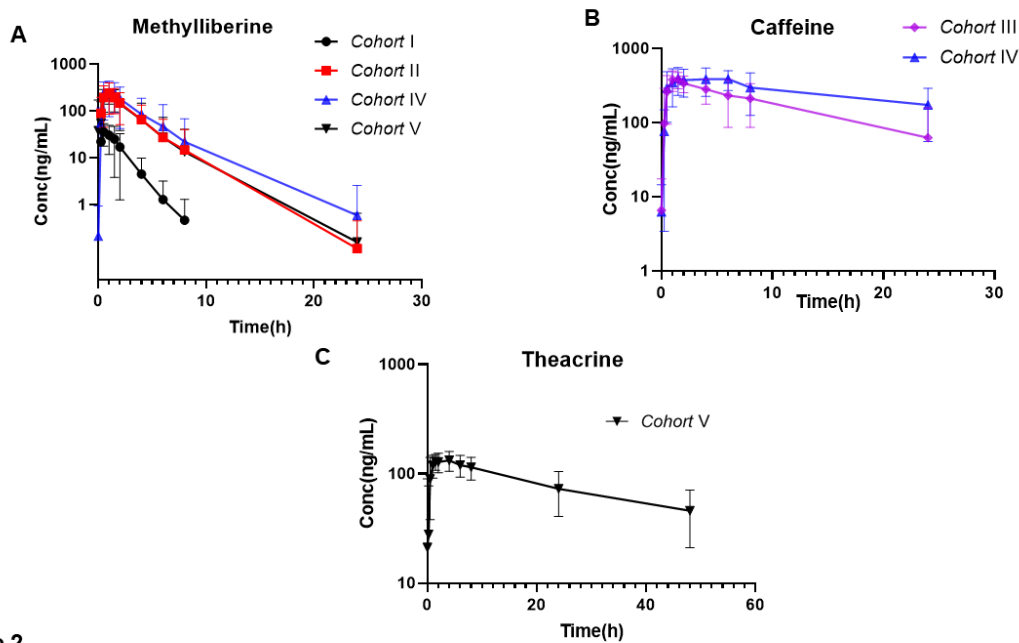 A
Methylliberine
Cohort I
Cohort II
Cohort IV
Cohort V
1000
100
10
1
Conc(ng/mL)
0
10
20
30
Time(h)
B
Caffeine
Cohort III
Cohort IV
1000
100
10
1
Conc(ng/mL)
0
10
20
30
Time(h)
C
Theacrine
Cohort V
1000
100
10
Conc(ng/mL)
0
20
40
60
Time(h)